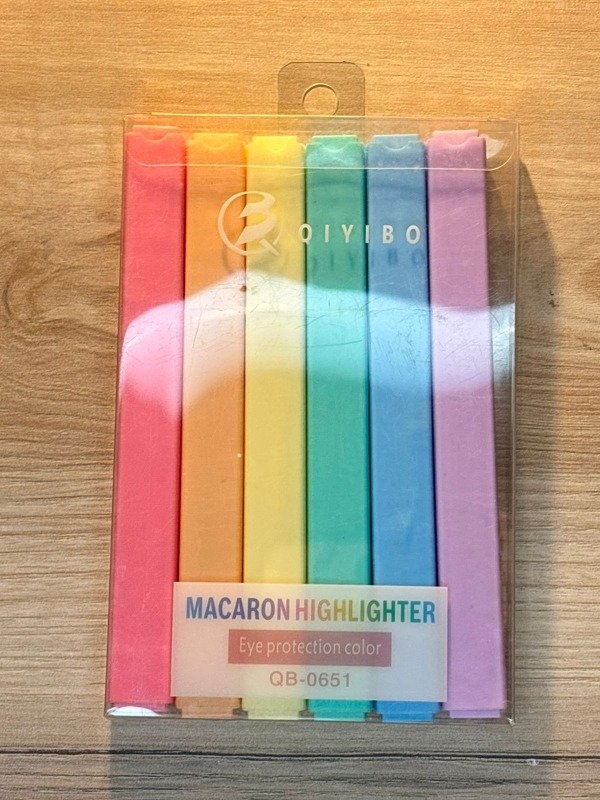 QIYIBO
MACARON HIGHLIGHTER
Eye protection color
QB-0651